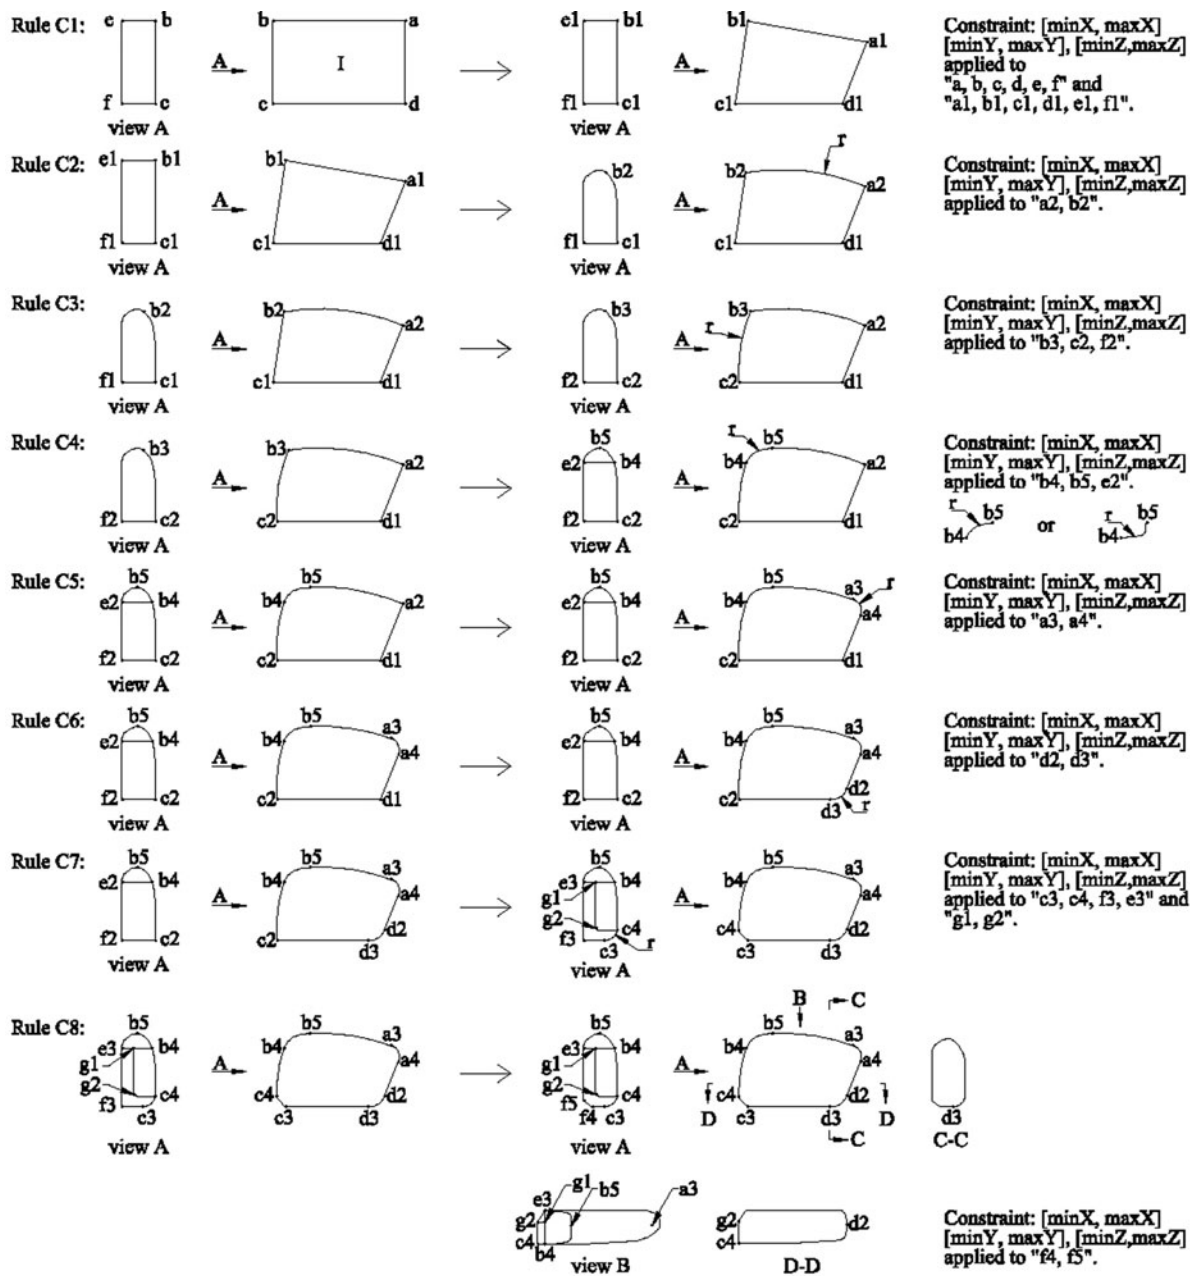 Rule C1: e b b a e1 b1 b1 a1 Constraint: [minX, maxX]
[minY, maxY], [minZ,maxZ]
A I A applied to
"a, b, c, d, e, f" and
f c c d f1 c1 c1 d1 "a1, b1, c1, d1, e1, f1".
view A view A
Rule C2: e1 b1 b1 a1 b2 b2 r a2 Constraint: [minX, maxX]
[minY, maxY], [minZ,maxZ]
A A applied to "a2, b2".
f1 c1 c1 d1 f1 c1 c1 d1
view A view A
Rule C3: b2 b2 a2 b3 b3 a2 Constraint: [minX, maxX]
[minY, maxY], [minZ,maxZ]
A A r applied to "b3, c2, f2".
f1 c1 c1 d1 f2 c2 c2 d1
view A view A
Rule C4: b3 b3 a2 b5 r b5 Constraint: [minX, maxX]
e2 b4 b4 a2 [minY, maxY], [minZ,maxZ]
A A applied to "b4, b5, e2".
r b5 or r b5
f2 c2 c2 d1 f2 c2 c2 d1 b4 b4
view A view A
Rule C5: b5 b5 b5 b5 a3 r Constraint: [minX, maxX]
e2 b4 b4 a2 e2 b4 b4 a4 [minY, maxY], [minZ,maxZ]
A A applied to "a3, a4".
f2 c2 c2 d1 f2 c2 c2 d1
view A view A
Rule C6: b5 b5 a3 b5 b5 a3 Constraint: [minX, maxX]
e2 b4 b4 a4 e2 b4 b4 a4 [minY, maxY], [minZ,maxZ]
A A applied to "d2, d3".
f2 c2 c2 d1 f2 c2 c2 d3 d2 r
view A view A
Rule C7: b5 b5 a3 b5 b5 a3 Constraint: [minX, maxX]
e2 b4 b4 a4 e3 b4 b4 a4 [minY, maxY], [minZ,maxZ]
A g1 A applied to "c3, c4, f3, e3" and
g2 "g1, g2".
f2 c2 c2 d3 d2 f3 c3 c4 r c4 c3 d3 d2
view A view A
B C
Rule C8: b5 b5 a3 b5 b5 a3
e3 b4 b4 a4 e3 b4 b4 a4
g1 A g1 A
g2 c4 c4 d2 g2 c4 c4 d2
f3 c3 c3 d3 f5 f4 c3 D c3 d3 D d3
view A view A C C-C
e3 g1 b5 a3
g2 g2 d2 Constraint: [minX, maxX]
c4 c4 [minY, maxY], [minZ,maxZ]
b4 view B D-D applied to "f4, f5".